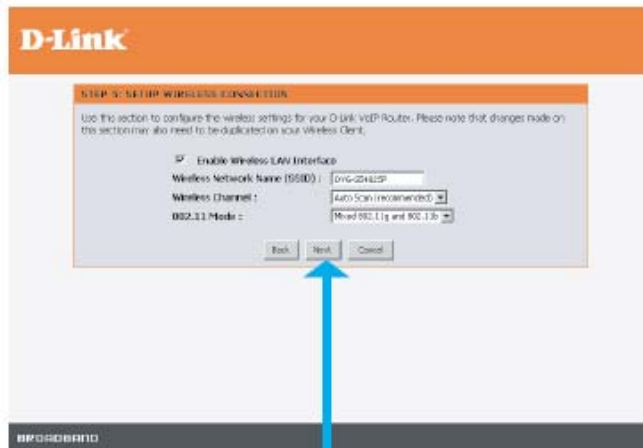 D-Link
STEP 5: SETUP WIRELESS CONNECTION
Use this section to configure the wireless settings for your D-Link VoIP Router. Please note that changes made on
this section may also need to be duplicated on your Wireless Client.
Enable Wireless LAN Interface
Wireless Network Name (SSID) :
Wireless Channel : Auto Scan (recommended)
802.11 Mode : Mixed 802.11g and 802.11b
Back Next Cancel
BROADBAND